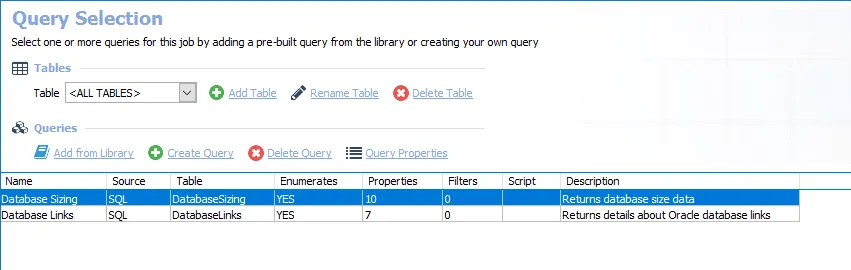 Query Selection
Select one or more queries for this job by adding a pre-built query from the library or creating your own query
Tables
Table <ALL TABLES> Add Table Rename Table Delete Table
Queries
Add from Library Create Query Delete Query Query Properties
Name Source Table Enumerates Properties Filters Script Description
Database Sizing SQL DatabaseSizing YES 10 0 Returns database size data
Database Links SQL DatabaseLinks YES 7 0 Returns details about Oracle database links